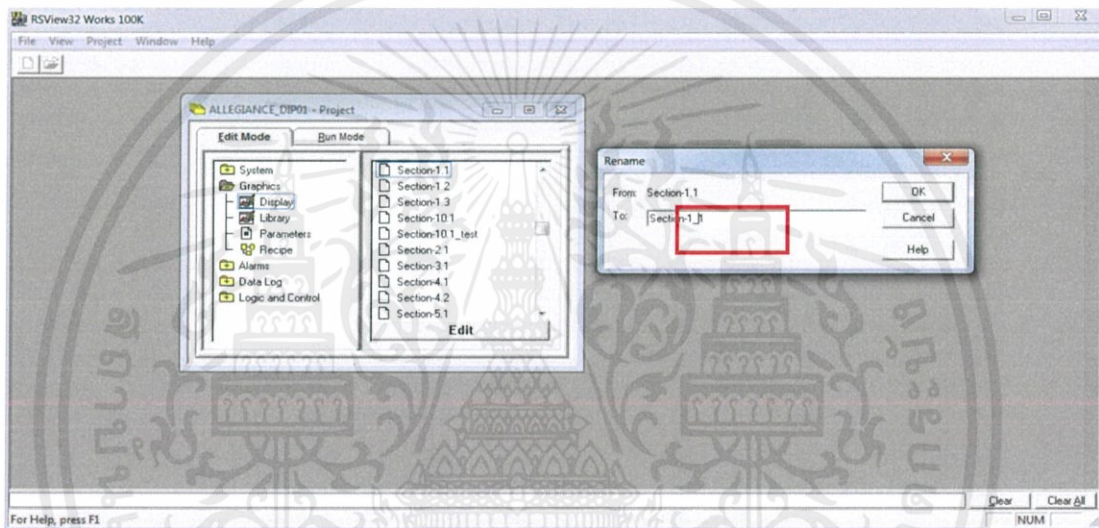 RSView32 Works 100K
File View Project Window Help
ALLEGIANCE_DIP01 - Project
Edit Mode Run Mode
System
Graphics
Display
Library
Parameters
Recipe
Alarms
Data Log
Logic and Control
Section-1.1
Section-1.2
Section-1.3
Section-10.1
Section-10.1_test
Section-2.1
Section-3.1
Section-4.1
Section-4.2
Section-5.1
Edit
Rename
From: Section-1.1
To: Section-1_1
OK
Cancel
Help
Clear Clear All
For Help, press F1
NUM